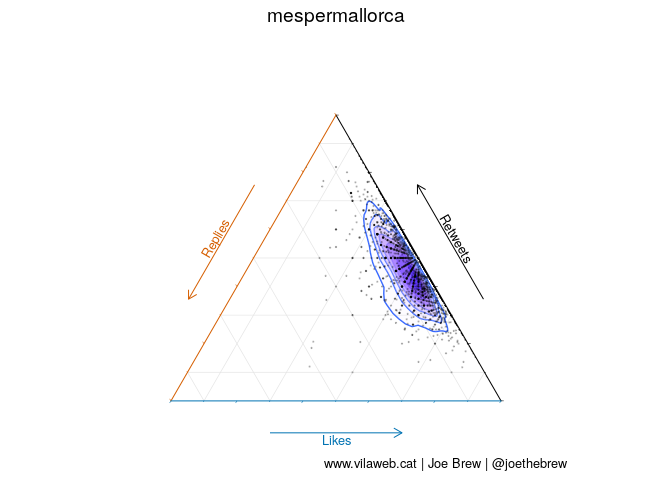 mespermallorca
Replies
Retweets
Likes
www.vilaweb.cat | Joe Brew | @joethebrew